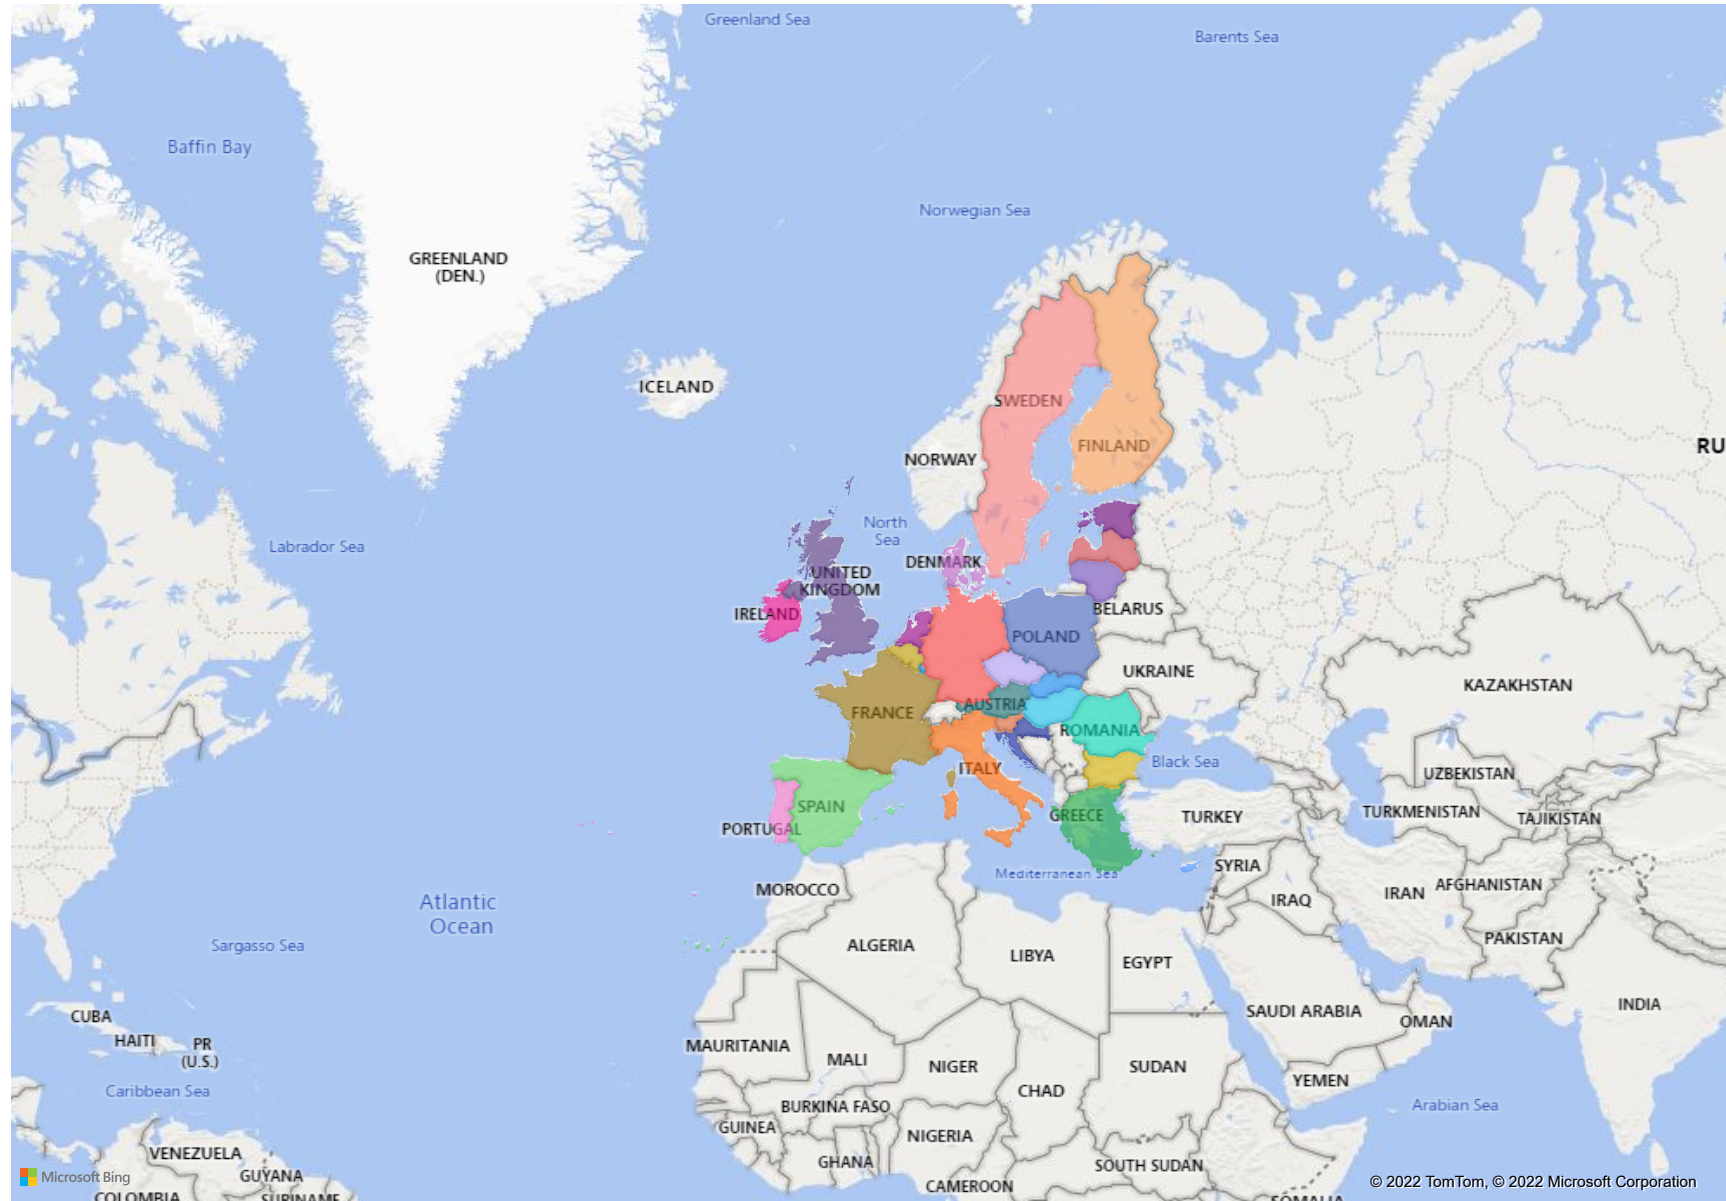 Greenland Sea
Barents Sea
Baffin Bay
Norwegian Sea
GREENLAND
(DEN.)
ICELAND
SWEDEN
FINLAND
NORWAY
RU
North
Sea
Labrador Sea
DENMARK
UNITED
KINGDOM
IRELAND
BELARUS
POLAND
UKRAINE
KAZAKHSTAN
AUSTRIA
FRANCE
ROMANIA
Black Sea
ITALY
UZBEKISTAN
SPAIN
PORTUGAL
GREECE
TURKEY
TURKMENISTAN
TAJIKISTAN
Mediterranean Sea
SYRIA
MOROCCO
IRAN
AFGHANISTAN
IRAQ
Atlantic
Ocean
PAKISTAN
Sargasso Sea
ALGERIA
LIBYA
EGYPT
INDIA
SAUDI ARABIA
OMAN
CUBA
HAITI
PR
(U.S.)
MAURITANIA
MALI
NIGER
SUDAN
YEMEN
CHAD
Caribbean Sea
BURKINA FASO
Arabian Sea
GUINEA
NIGERIA
VENEZUELA
GHANA
SOUTH SUDAN
GUYANA
Microsoft Bing
CAMEROON
© 2022 TomTom, © 2022 Microsoft Corporation
COLOMBIA
SURINAME
SOMALIA